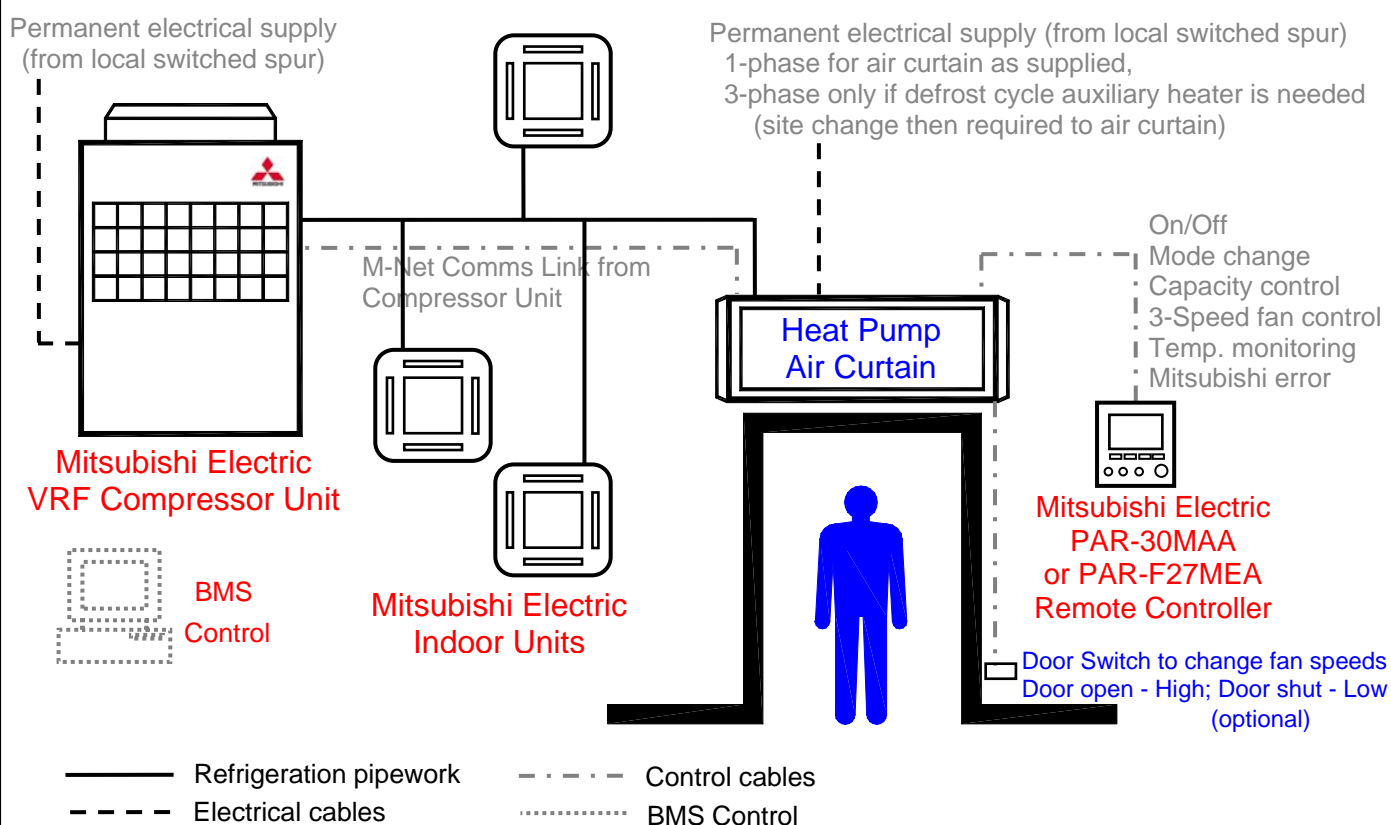 Permanent electrical supply
(from local switched spur)
Permanent electrical supply (from local switched spur)
1-phase for air curtain as supplied,
3-phase only if defrost cycle auxiliary heater is needed
(site change then required to air curtain)
MITSUBISHI
M-Net Comms Link from
Compressor Unit
On/Off
Mode change
Capacity control
3-Speed fan control
Temp. monitoring
Mitsubishi error
Heat Pump
Air Curtain
Mitsubishi Electric
VRF Compressor Unit
BMS
Control
Mitsubishi Electric
Indoor Units
Mitsubishi Electric
PAR-30MAA
or PAR-F27MEA
Remote Controller
Door Switch to change fan speeds
Door open - High; Door shut - Low
(optional)
Refrigeration pipework
Control cables
Electrical cables
BMS Control